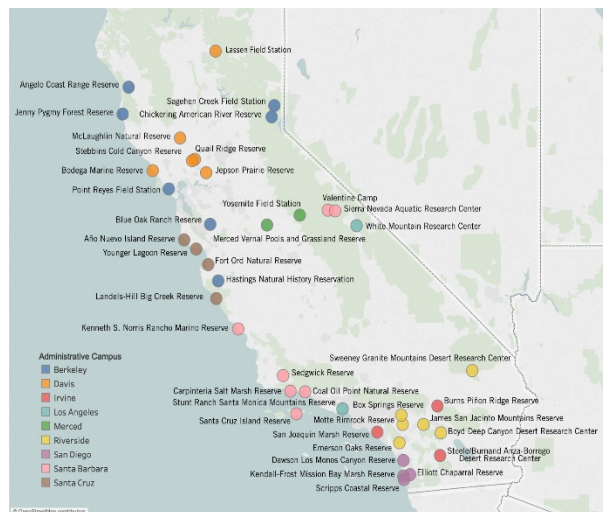 Lassen Field Station
Angelo Coast Range Reserve
Sagehen Creek Field Station
Jenny Pygmy Forest Reserve
Chickering American River Reserve
McLaughlin Natural Reserve
Stebbins Cold Canyon Reserve
Quail Ridge Reserve
Bodega Marine Reserve
Jepson Prairie Reserve
Point Reyes Field Station
Valentine Camp
Yosemite Field Station
Sierra Nevada Aquatic Research Center
Blue Oak Ranch Reserve
White Mountain Research Center
Año Nuevo Island Reserve
Merced Vernal Pools and Grassland Reserve
Younger Lagoon Reserve
Fort Ord Natural Reserve
Hastings Natural History Reservation
Landels-Hill Big Creek Reserve
Kenneth S. Norris Rancho Marino Reserve
Sweeney Granite Mountains Desert Research Center
Administrative Campus
Berkeley
Davis
Irvine
Los Angeles
Merced
Riverside
San Diego
Santa Barbara
Santa Cruz
Sedgwick Reserve
Carpinteria Salt Marsh Reserve
Coal Oil Point Natural Reserve
Stunt Ranch Santa Monica Mountains Reserve
Box Springs Reserve
Burns Piñon Ridge Reserve
Santa Cruz Island Reserve
Motte Rimrock Reserve
James San Jacinto Mountains Reserve
San Joaquin Marsh Reserve
Boyd Deep Canyon Desert Research Center
Emerson Oaks Reserve
Steele/Burnand Anza-Borrego
Desert Research Center
Dawson Los Monos Canyon Reserve
Kendall-Frost Mission Bay Marsh Reserve
Elliott Chaparral Reserve
Scripps Coastal Reserve
© OpenStreetMap contributors